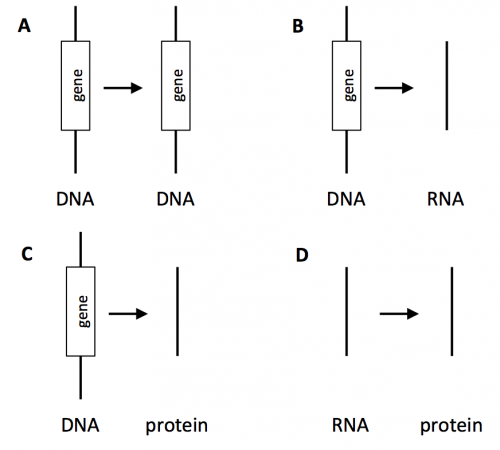 A
B
gene
gene
gene
DNA
DNA
DNA
RNA
C
D
gene
DNA
protein
RNA
protein